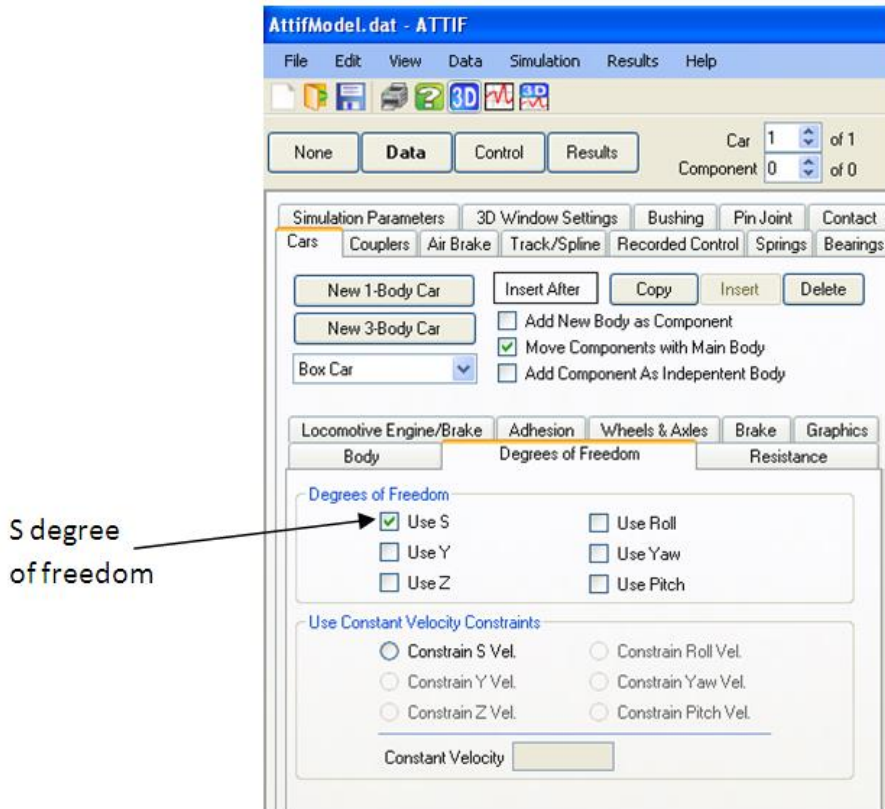 AttifModel.dat - ATTIF
File Edit View Data Simulation Results Help
3D 3D
None Data Control Results Car 1 of 1
Component 0 of 0
Simulation Parameters 3D Window Settings Bushing Pin Joint Contact
Cars Couplers Air Brake Track/Spline Recorded Control Springs Bearings
New 1-Body Car Insert After Copy Insert Delete
New 3-Body Car Add New Body as Component
Move Components with Main Body
Box Car Add Component As Indepentent Body
Locomotive Engine/Brake Adhesion Wheels & Axles Brake Graphics
Body Degrees of Freedom Resistance
Degrees of Freedom
Use S Use Roll
S degree
of freedom
Use Y Use Yaw
Use Z Use Pitch
Use Constant Velocity Constraints
Constrain S Vel. Constrain Roll Vel.
Constrain Y Vel. Constrain Yaw Vel.
Constrain Z Vel. Constrain Pitch Vel.
Constant Velocity